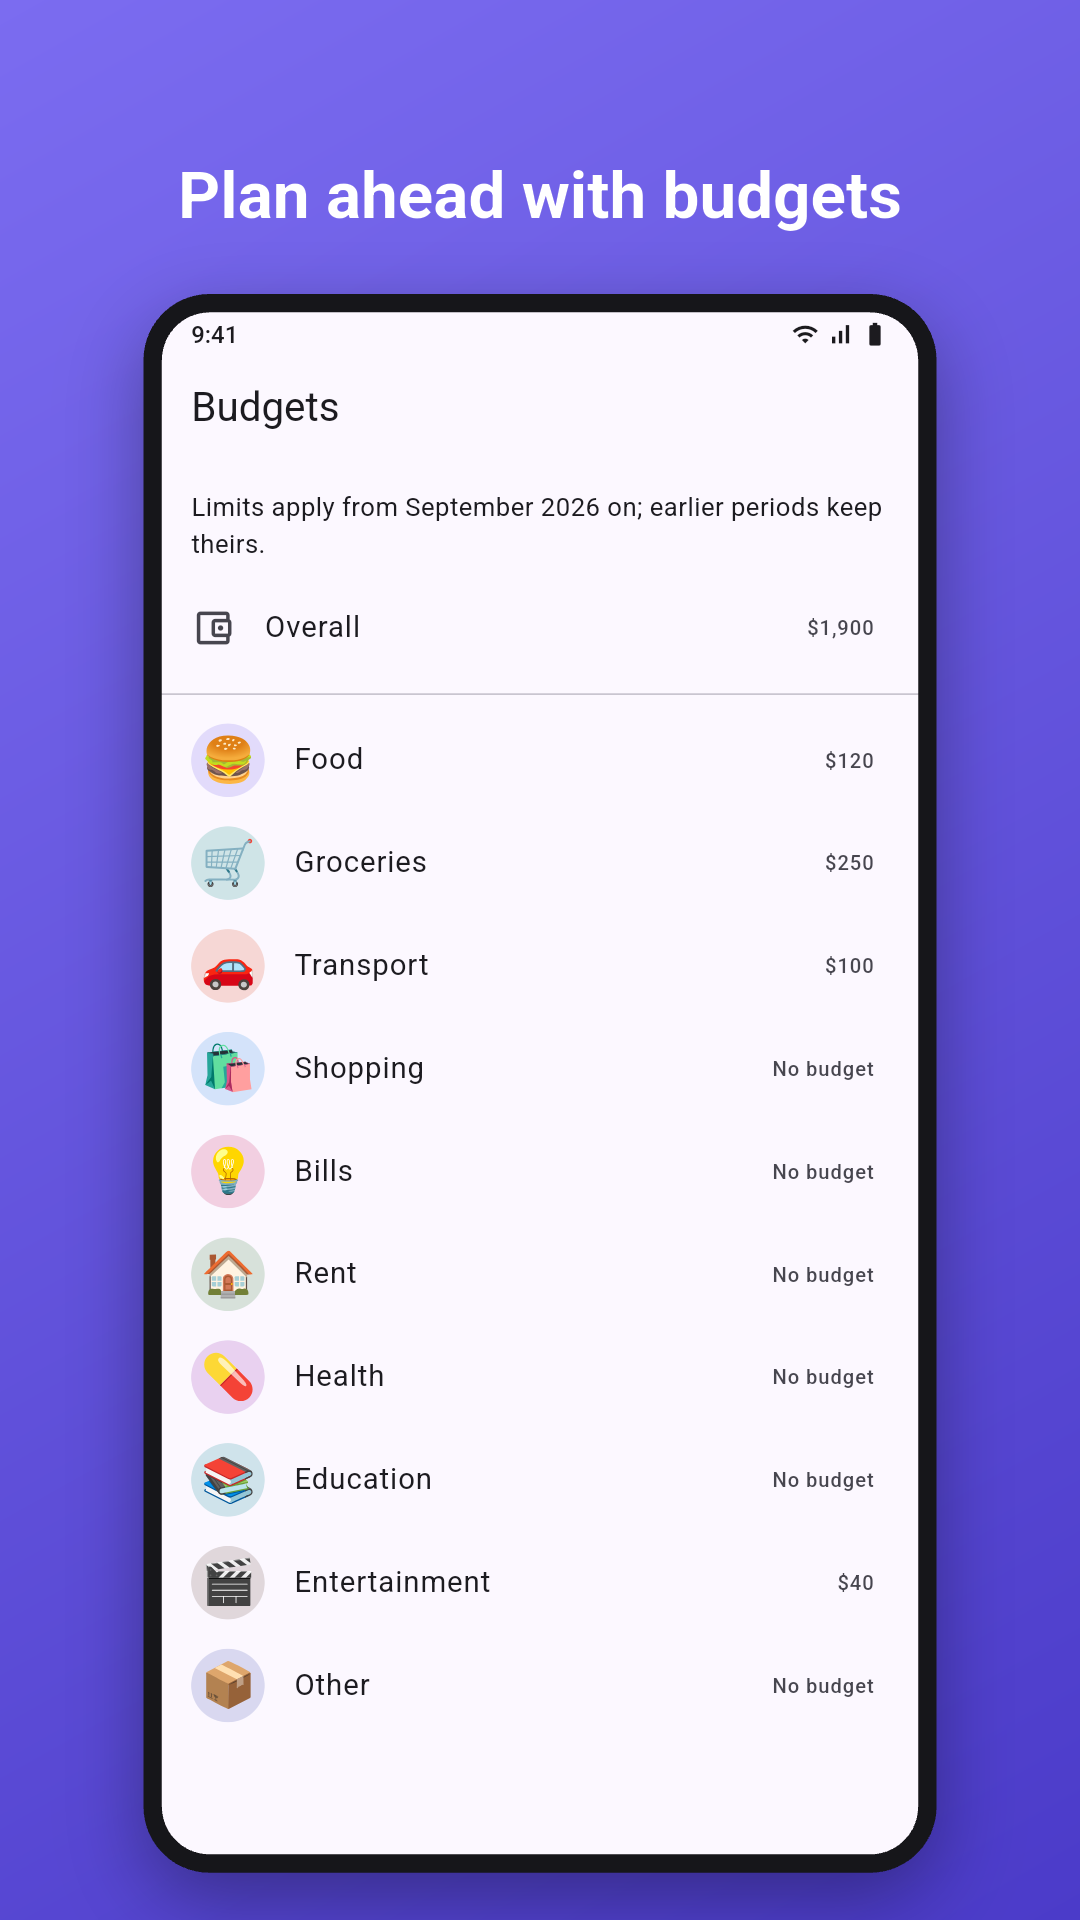 Plan ahead with budgets
9:41
Budgets
Limits apply from September 2026 on; earlier periods keep
theirs.
Overall $1,900
Food $120
Groceries $250
Transport $100
Shopping No budget
Bills No budget
Rent No budget
Health No budget
Education No budget
Entertainment $40
Other No budget